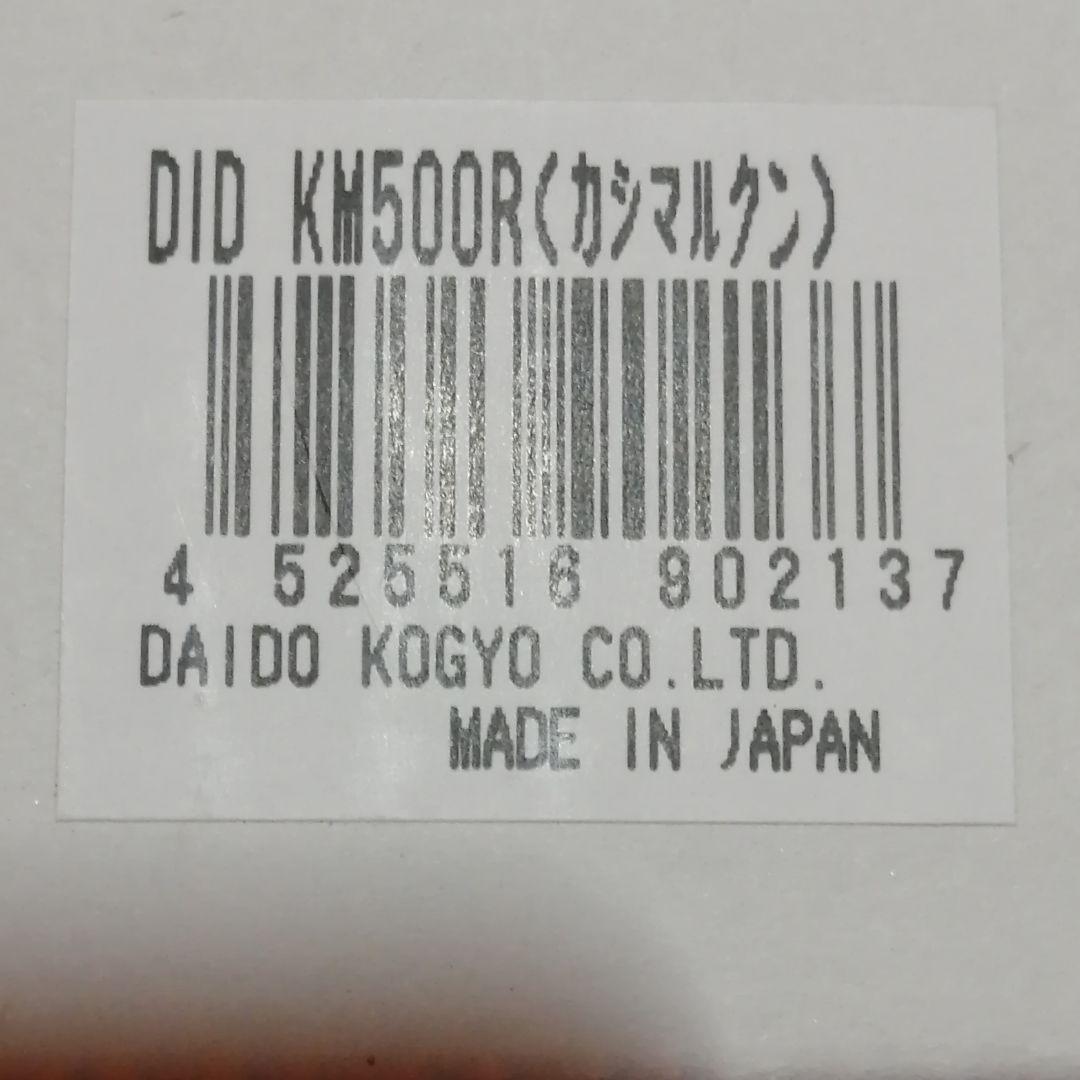 DID KM500R(カシマルクン)
4 525516 902137
DAIDO KOGYO CO.LTD.
MADE IN JAPAN